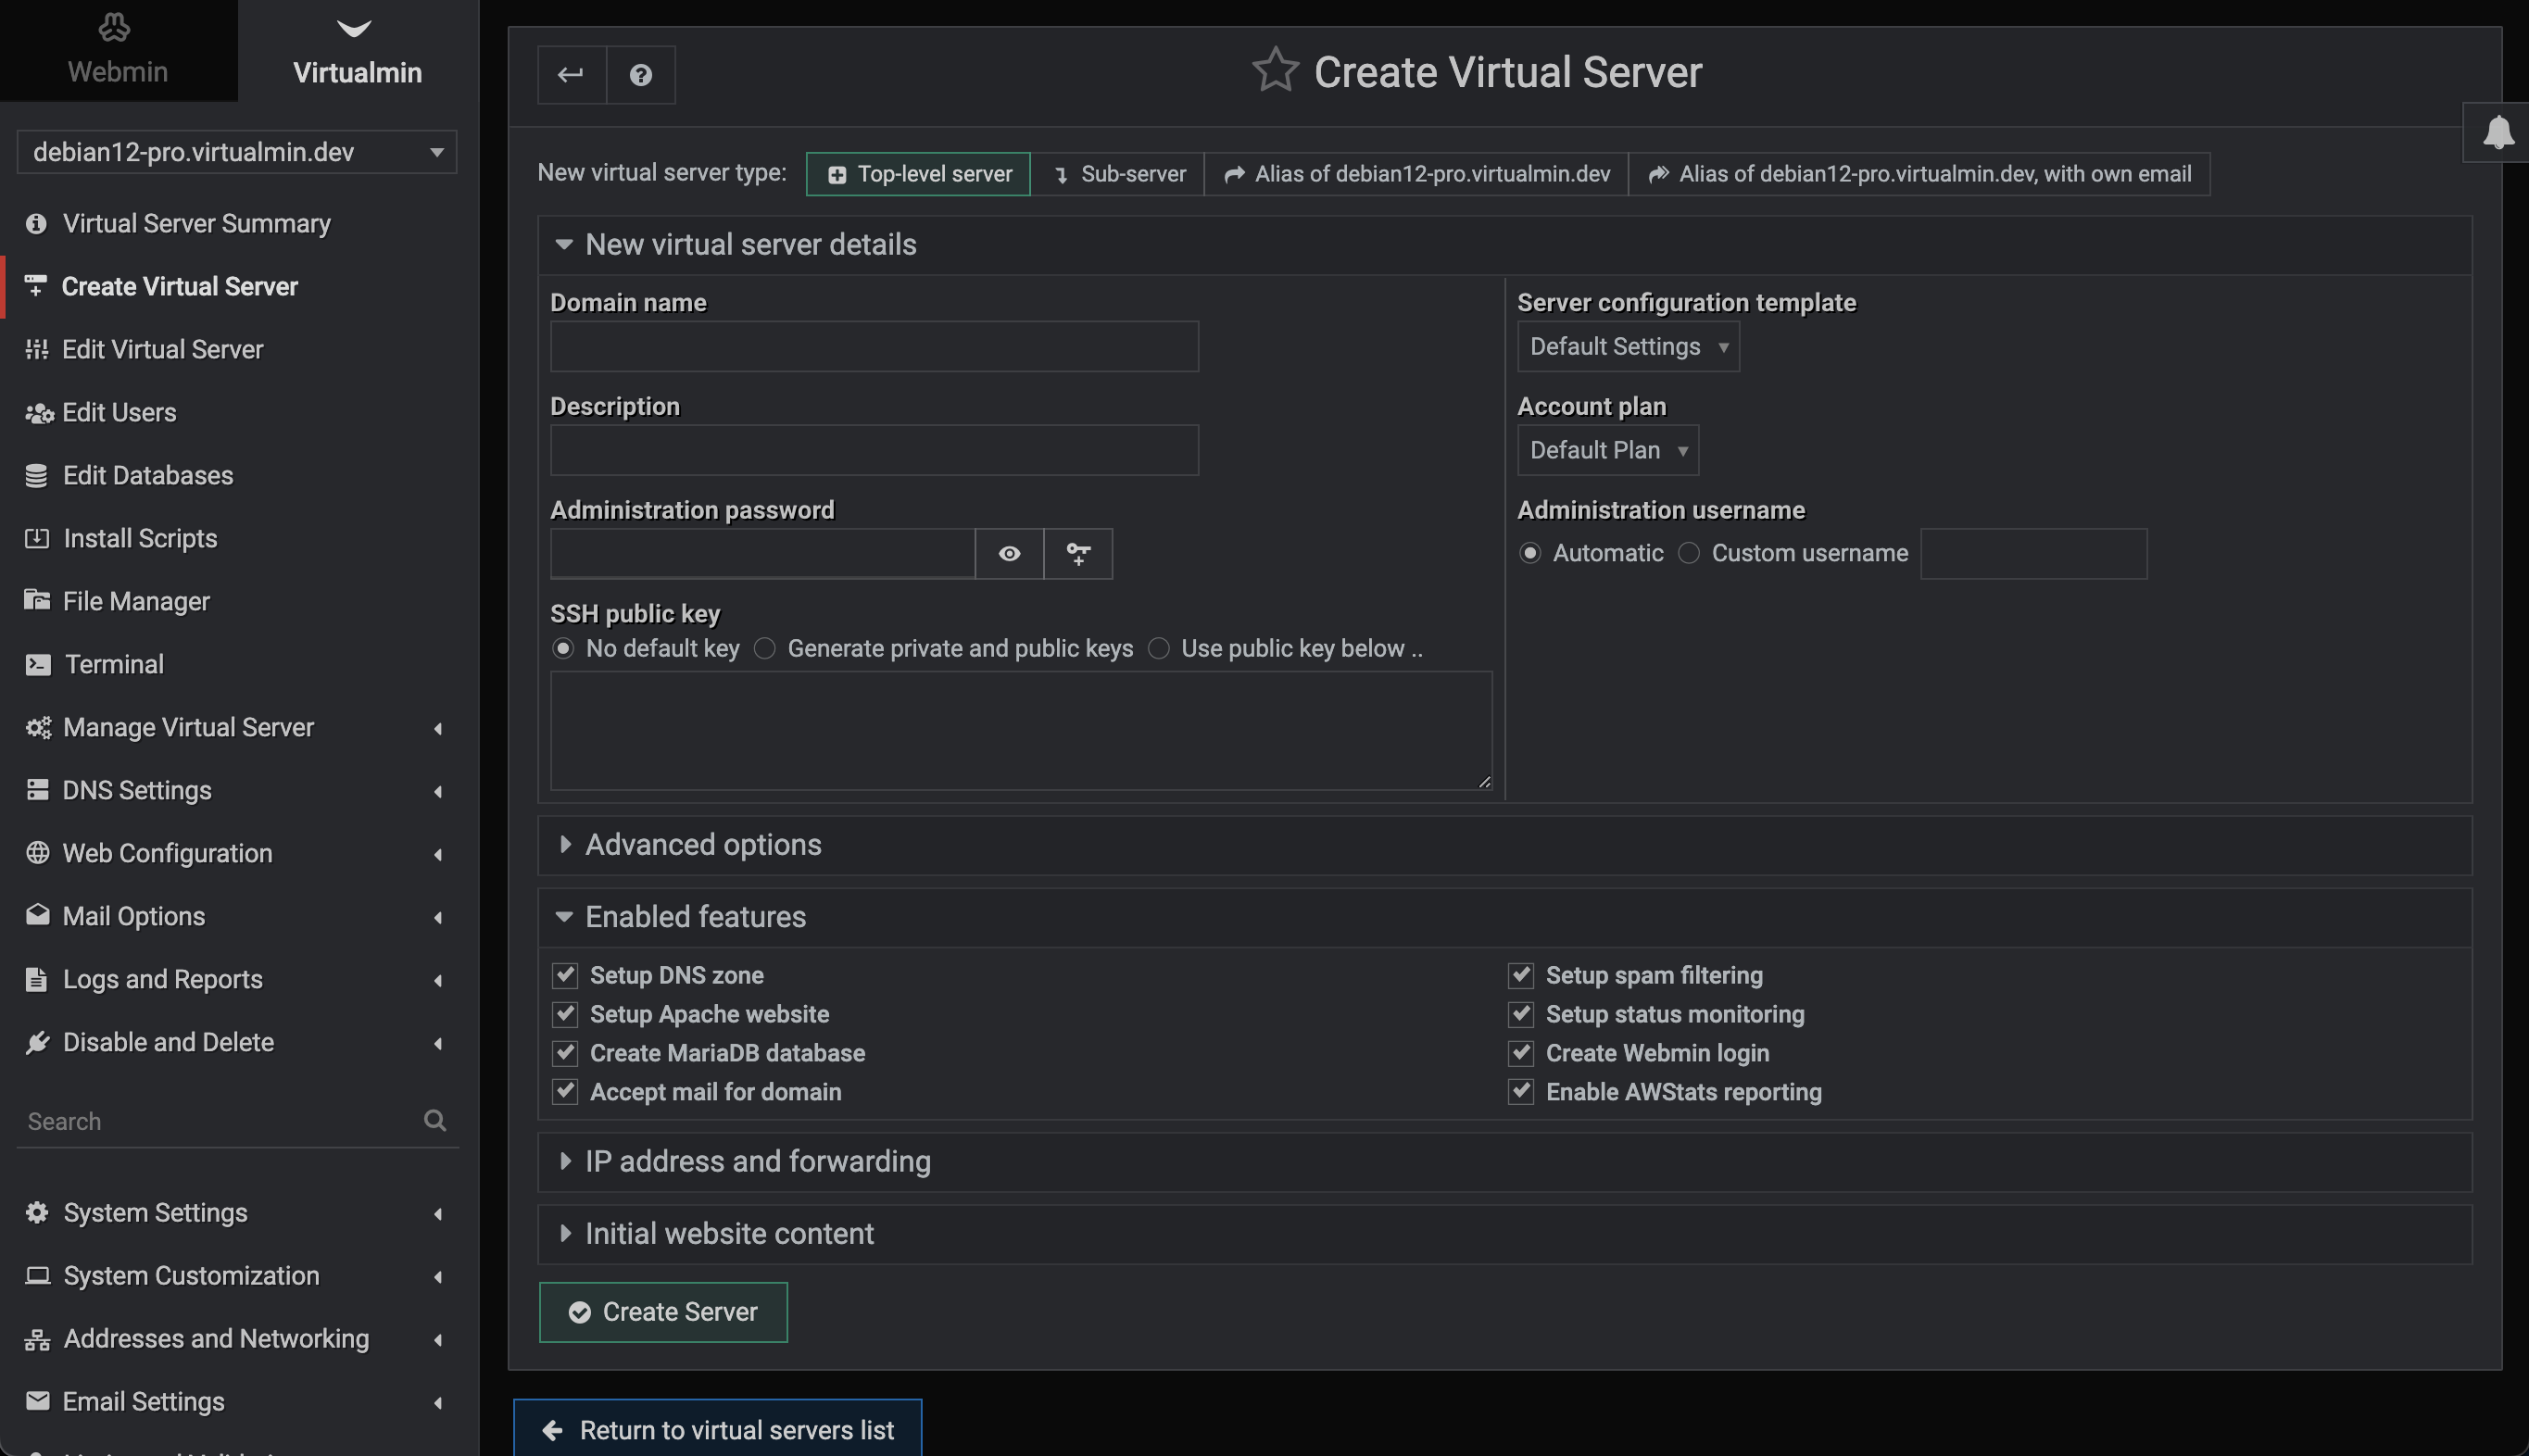 Webmin
Virtualmin
debian12-pro.virtualmin.dev
Virtual Server Summary
Create Virtual Server
Edit Virtual Server
Edit Users
Edit Databases
Install Scripts
File Manager
Terminal
Manage Virtual Server
DNS Settings
Web Configuration
Mail Options
Logs and Reports
Disable and Delete
Search
System Settings
System Customization
Addresses and Networking
Email Settings
Create Virtual Server
New virtual server type: Top-level server Sub-server Alias of debian12-pro.virtualmin.dev Alias of debian12-pro.virtualmin.dev, with own email
New virtual server details
Domain name
Description
Administration password
SSH public key
No default key Generate private and public keys Use public key below ..
Server configuration template
Default Settings
Account plan
Default Plan
Administration username
Automatic Custom username
Advanced options
Enabled features
Setup DNS zone
Setup Apache website
Create MariaDB database
Accept mail for domain
Setup spam filtering
Setup status monitoring
Create Webmin login
Enable AWStats reporting
IP address and forwarding
Initial website content
Create Server
Return to virtual servers list